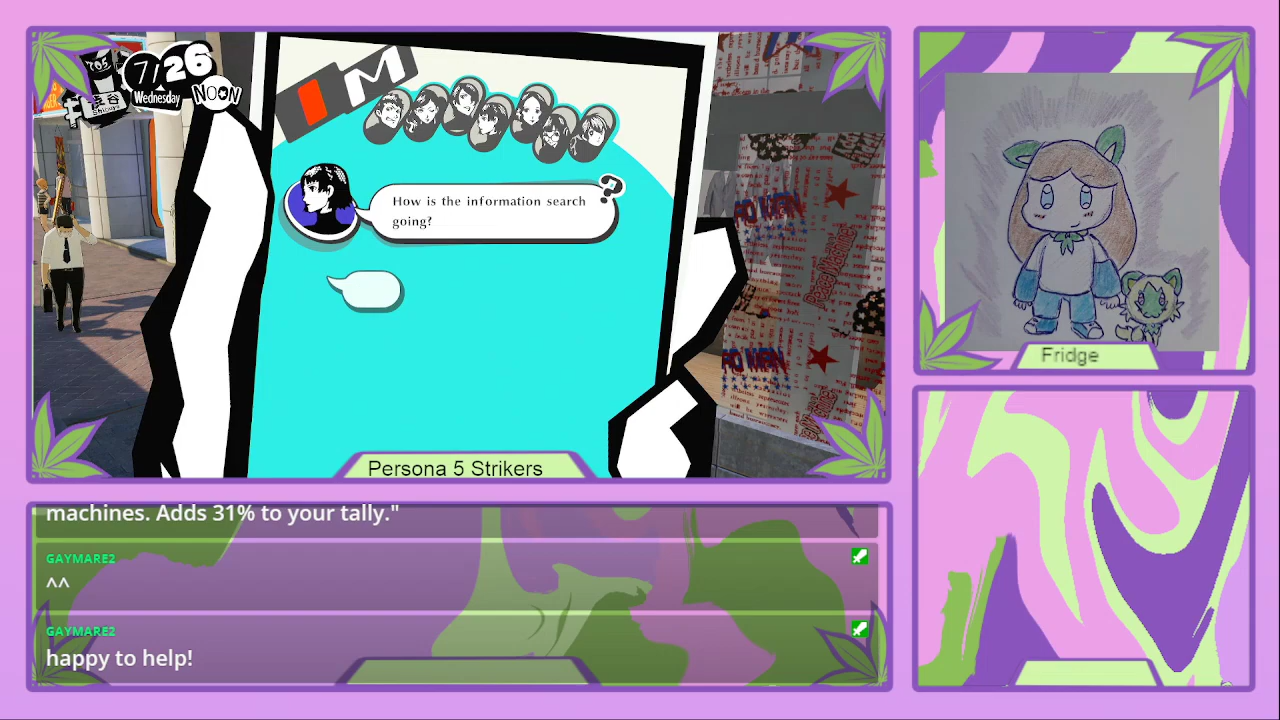 7/26
Wednesday
NOON
IM
How is the information search
going?
?
Persona 5 Strikers
Fridge
machines. Adds 31% to your tally."
GAYMARE2
^^
GAYMARE2
happy to help!